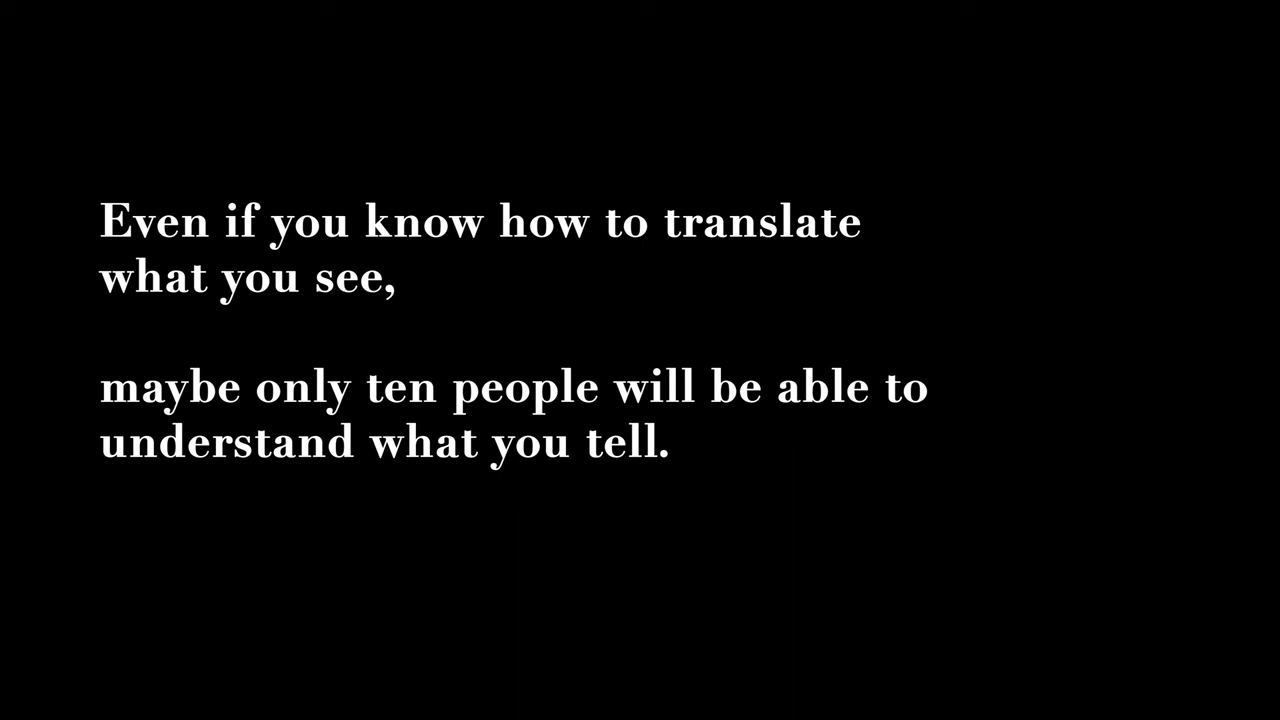 Even if you know how to translate
what you see,
maybe only ten people will be able to
understand what you tell.